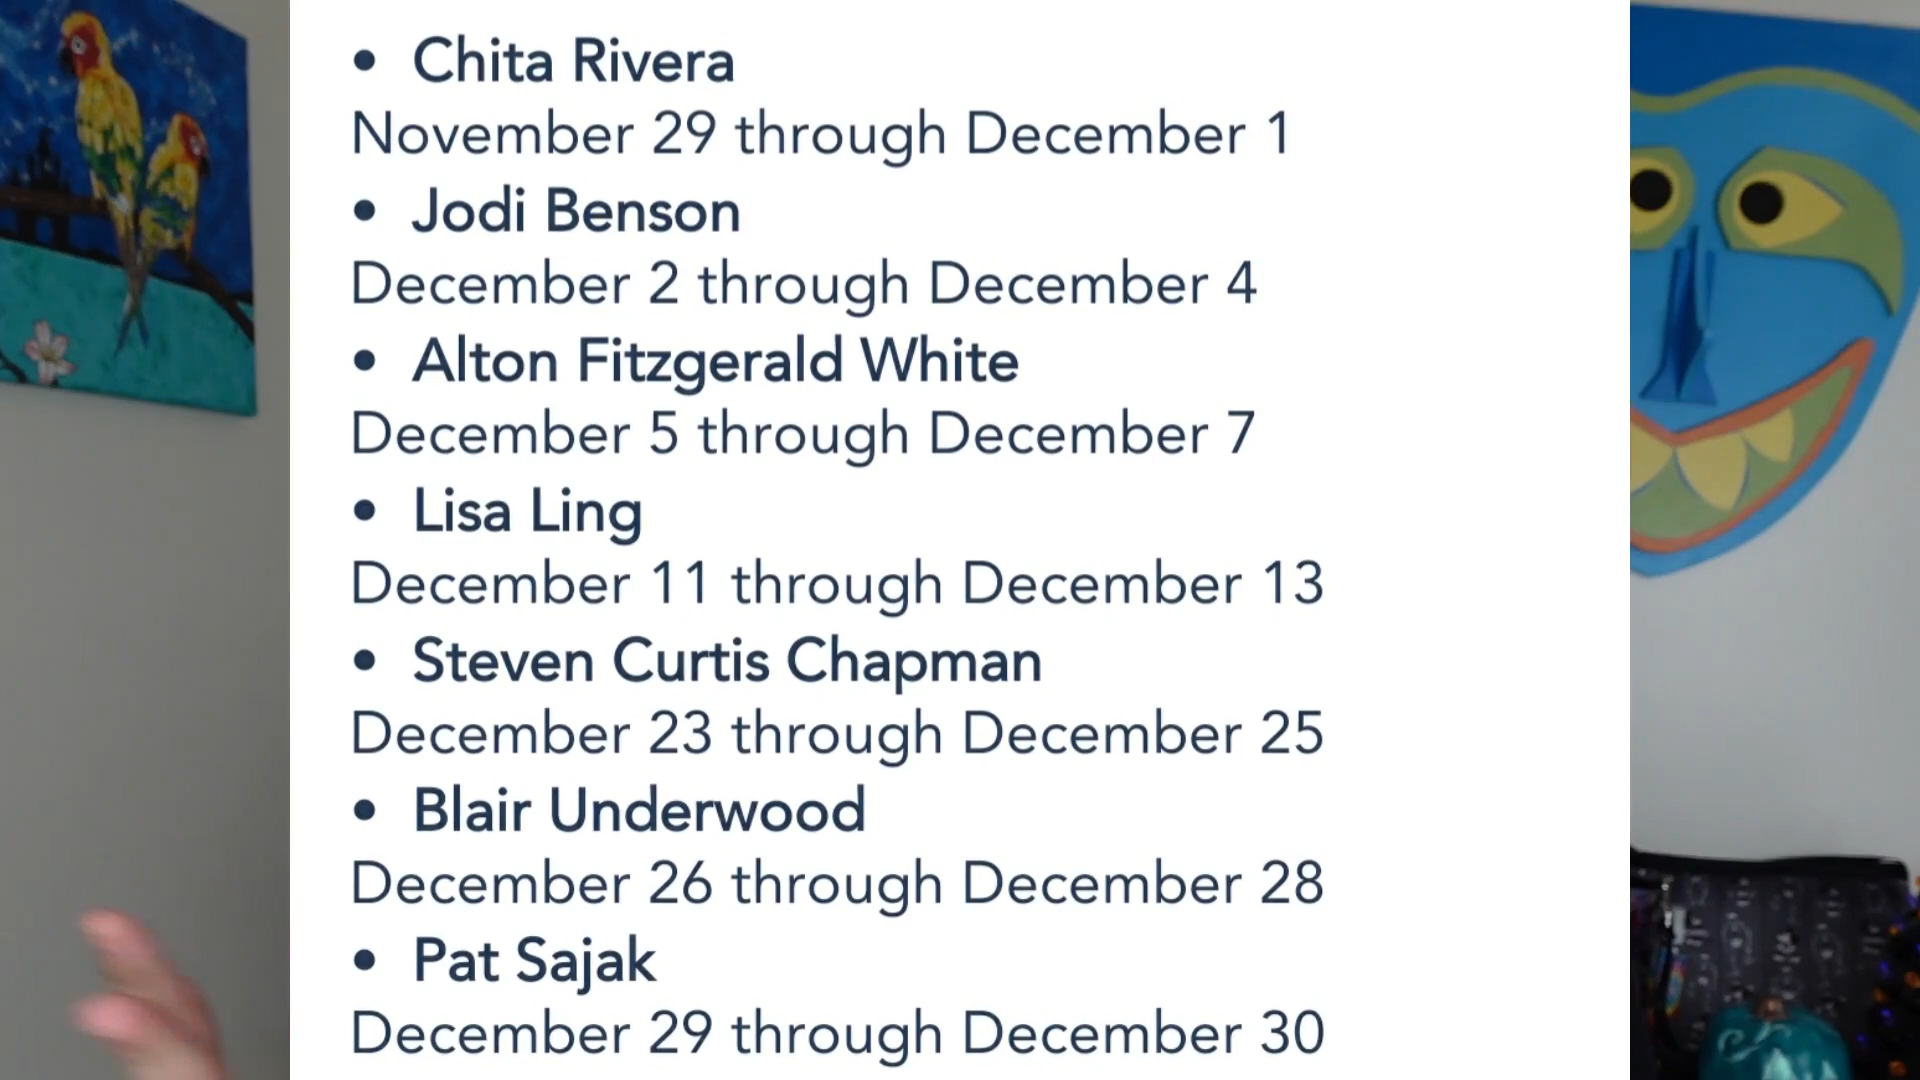 • Chita Rivera
November 29 through December 1
• Jodi Benson
December 2 through December 4
• Alton Fitzgerald White
December 5 through December 7
• Lisa Ling
December 11 through December 13
• Steven Curtis Chapman
December 23 through December 25
• Blair Underwood
December 26 through December 28
• Pat Sajak
December 29 through December 30